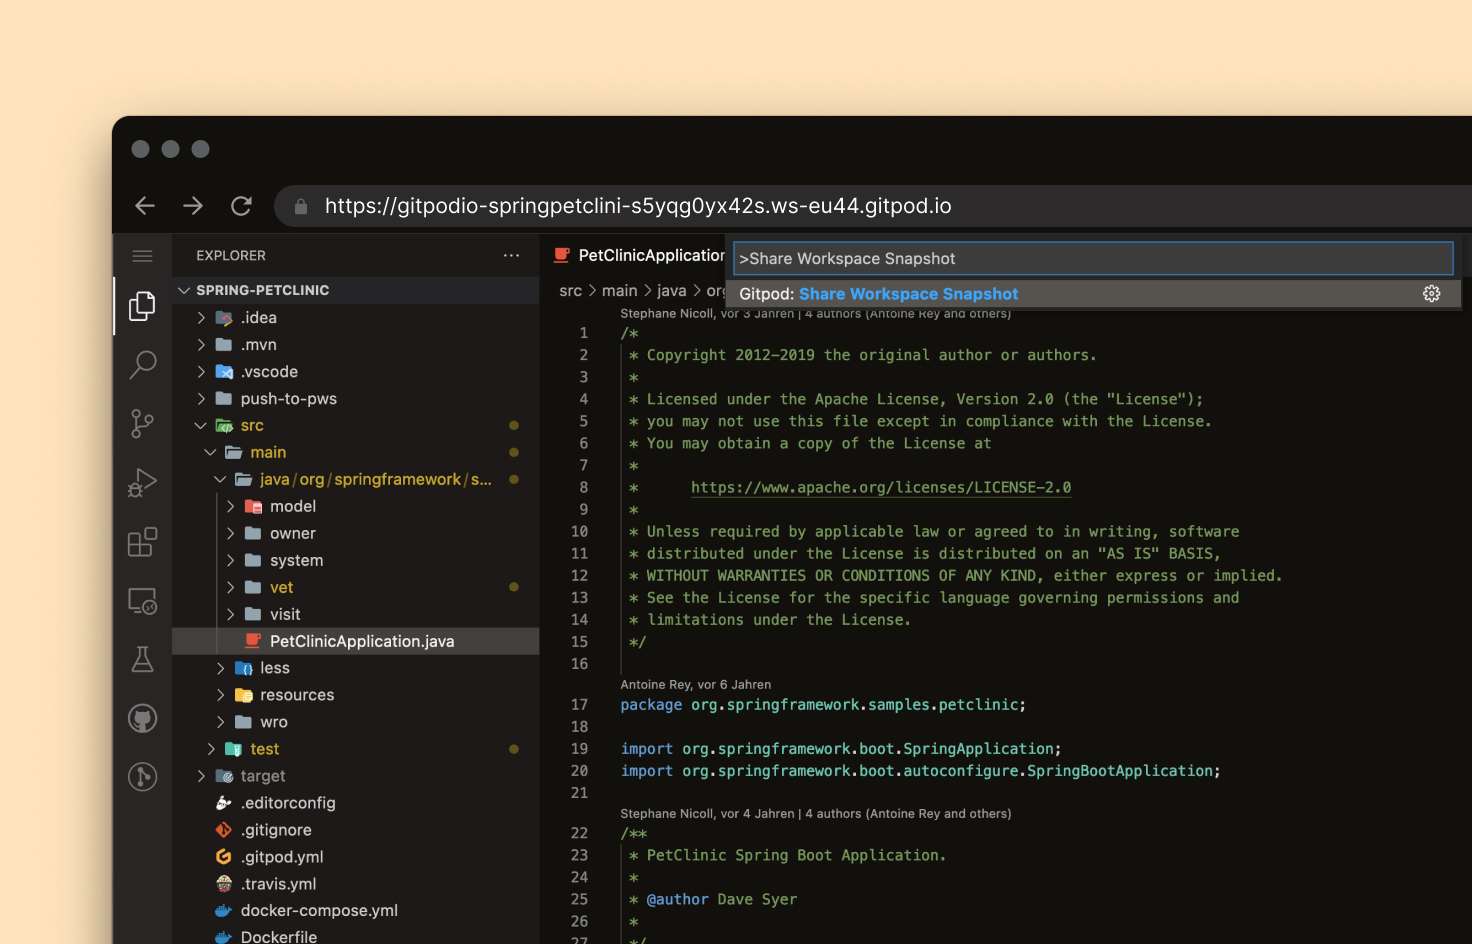 https://gitpodio-springpetclini-s5yqg0yx42s.ws-eu44.gitpod.io
EXPLORER
SPRING-PETCLINIC
.idea
.mvn
.vscode
push-to-pws
src
main
java/org/springframework/s...
model
owner
system
vet
visit
PetClinicApplication.java
less
resources
wro
test
target
.editorconfig
.gitignore
.gitpod.yml
.travis.yml
docker-compose.yml
Dockerfile
PetClinicApplication
>Share Workspace Snapshot
src > main > java > org
Gitpod: Share Workspace Snapshot
Stephane Nicoll, vor 3 Jahren | 4 authors (Antoine Rey and others)
1 /*
2 * Copyright 2012-2019 the original author or authors.
3 *
4 * Licensed under the Apache License, Version 2.0 (the "License");
5 * you may not use this file except in compliance with the License.
6 * You may obtain a copy of the License at
7 *
8 * https://www.apache.org/licenses/LICENSE-2.0
9 *
10 * Unless required by applicable law or agreed to in writing, software
11 * distributed under the License is distributed on an "AS IS" BASIS,
12 * WITHOUT WARRANTIES OR CONDITIONS OF ANY KIND, either express or implied.
13 * See the License for the specific language governing permissions and
14 * limitations under the License.
15 */
16
Antoine Rey, vor 6 Jahren
17 package org.springframework.samples.petclinic;
18
19 import org.springframework.boot.SpringApplication;
20 import org.springframework.boot.autoconfigure.SpringBootApplication;
21
Stephane Nicoll, vor 4 Jahren | 4 authors (Antoine Rey and others)
22 /**
23 * PetClinic Spring Boot Application.
24 *
25 * @author Dave Syer
26 *
27 */